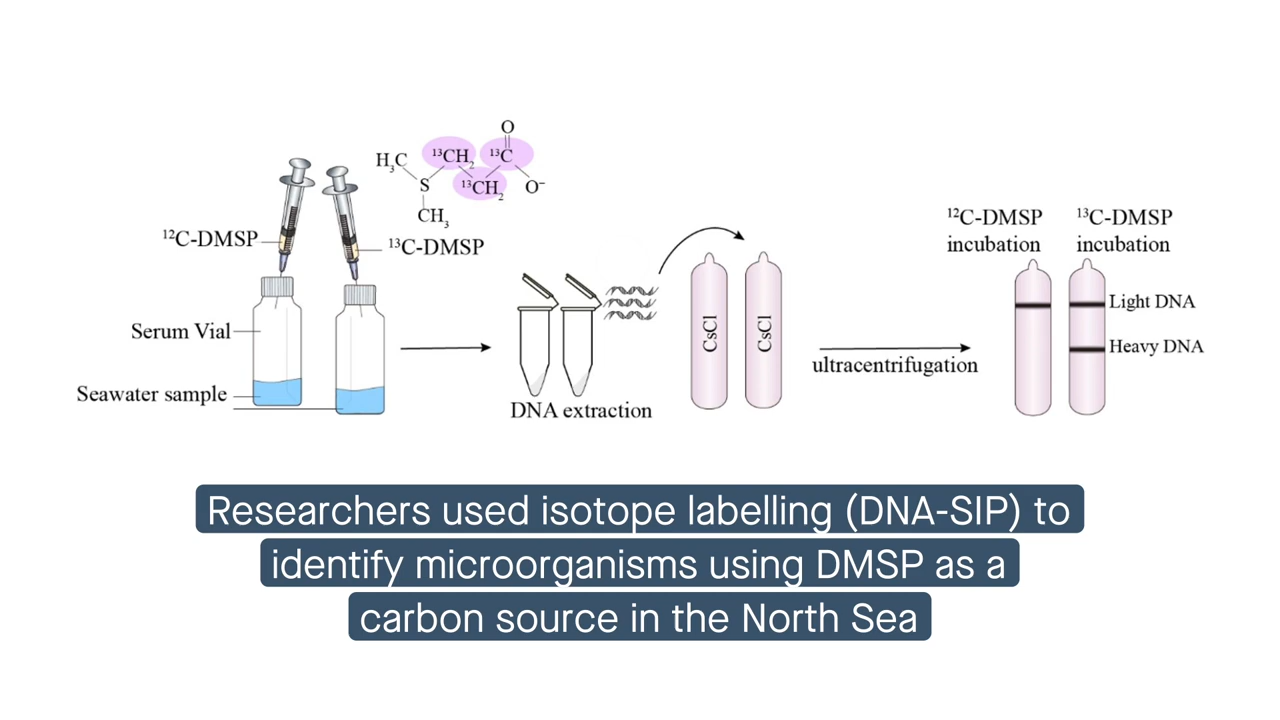 O
H₃C
¹³CH₂
¹³C
S
¹³CH₂
O⁻
CH₃
¹²C-DMSP
¹³C-DMSP
Serum Vial
Seawater sample
DNA extraction
CsCl
CsCl
ultracentrifugation
¹²C-DMSP
incubation
¹³C-DMSP
incubation
Light DNA
Heavy DNA
Researchers used isotope labelling (DNA-SIP) to
identify microorganisms using DMSP as a
carbon source in the North Sea